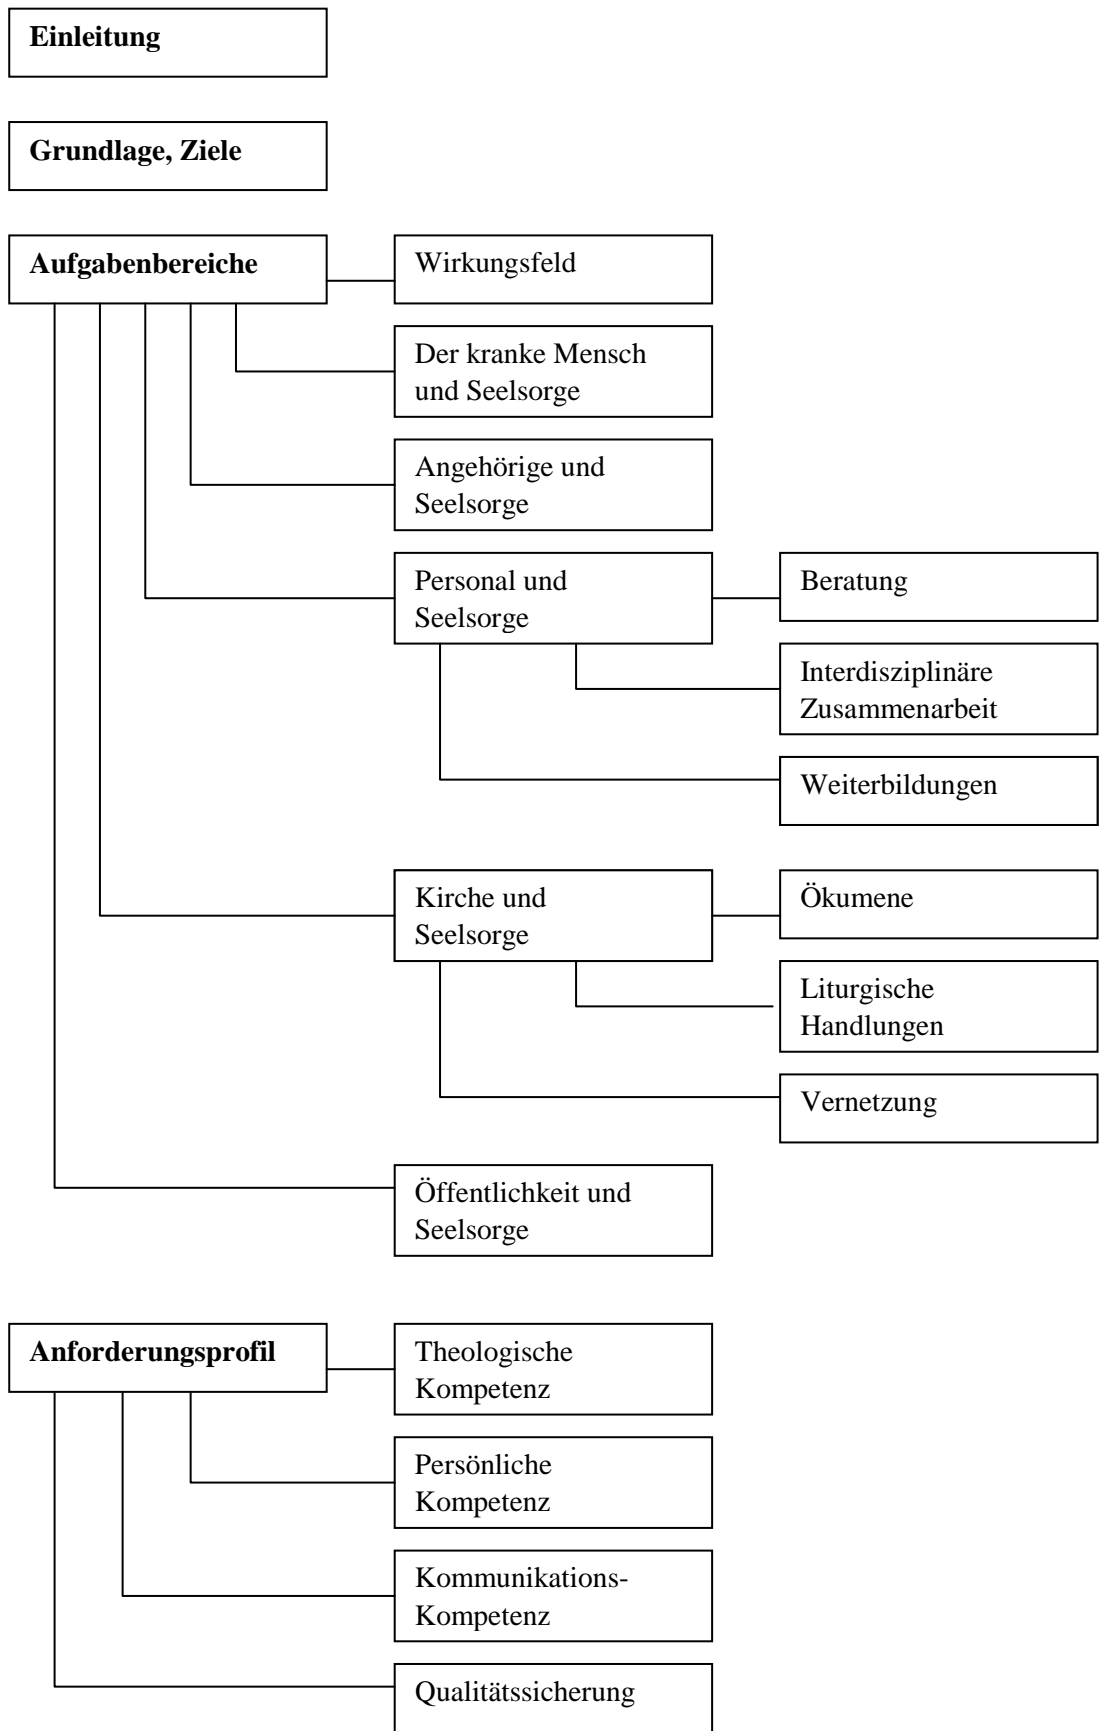 Einleitung
Grundlage, Ziele
Aufgabenbereiche
Wirkungsfeld
Der kranke Mensch
und Seelsorge
Angehörige und
Seelsorge
Personal und
Seelsorge
Beratung
Interdisziplinäre
Zusammenarbeit
Weiterbildungen
Kirche und
Seelsorge
Ökumene
Liturgische
Handlungen
Vernetzung
Öffentlichkeit und
Seelsorge
Anforderungsprofil
Theologische
Kompetenz
Persönliche
Kompetenz
Kommunikations-
Kompetenz
Qualitätssicherung